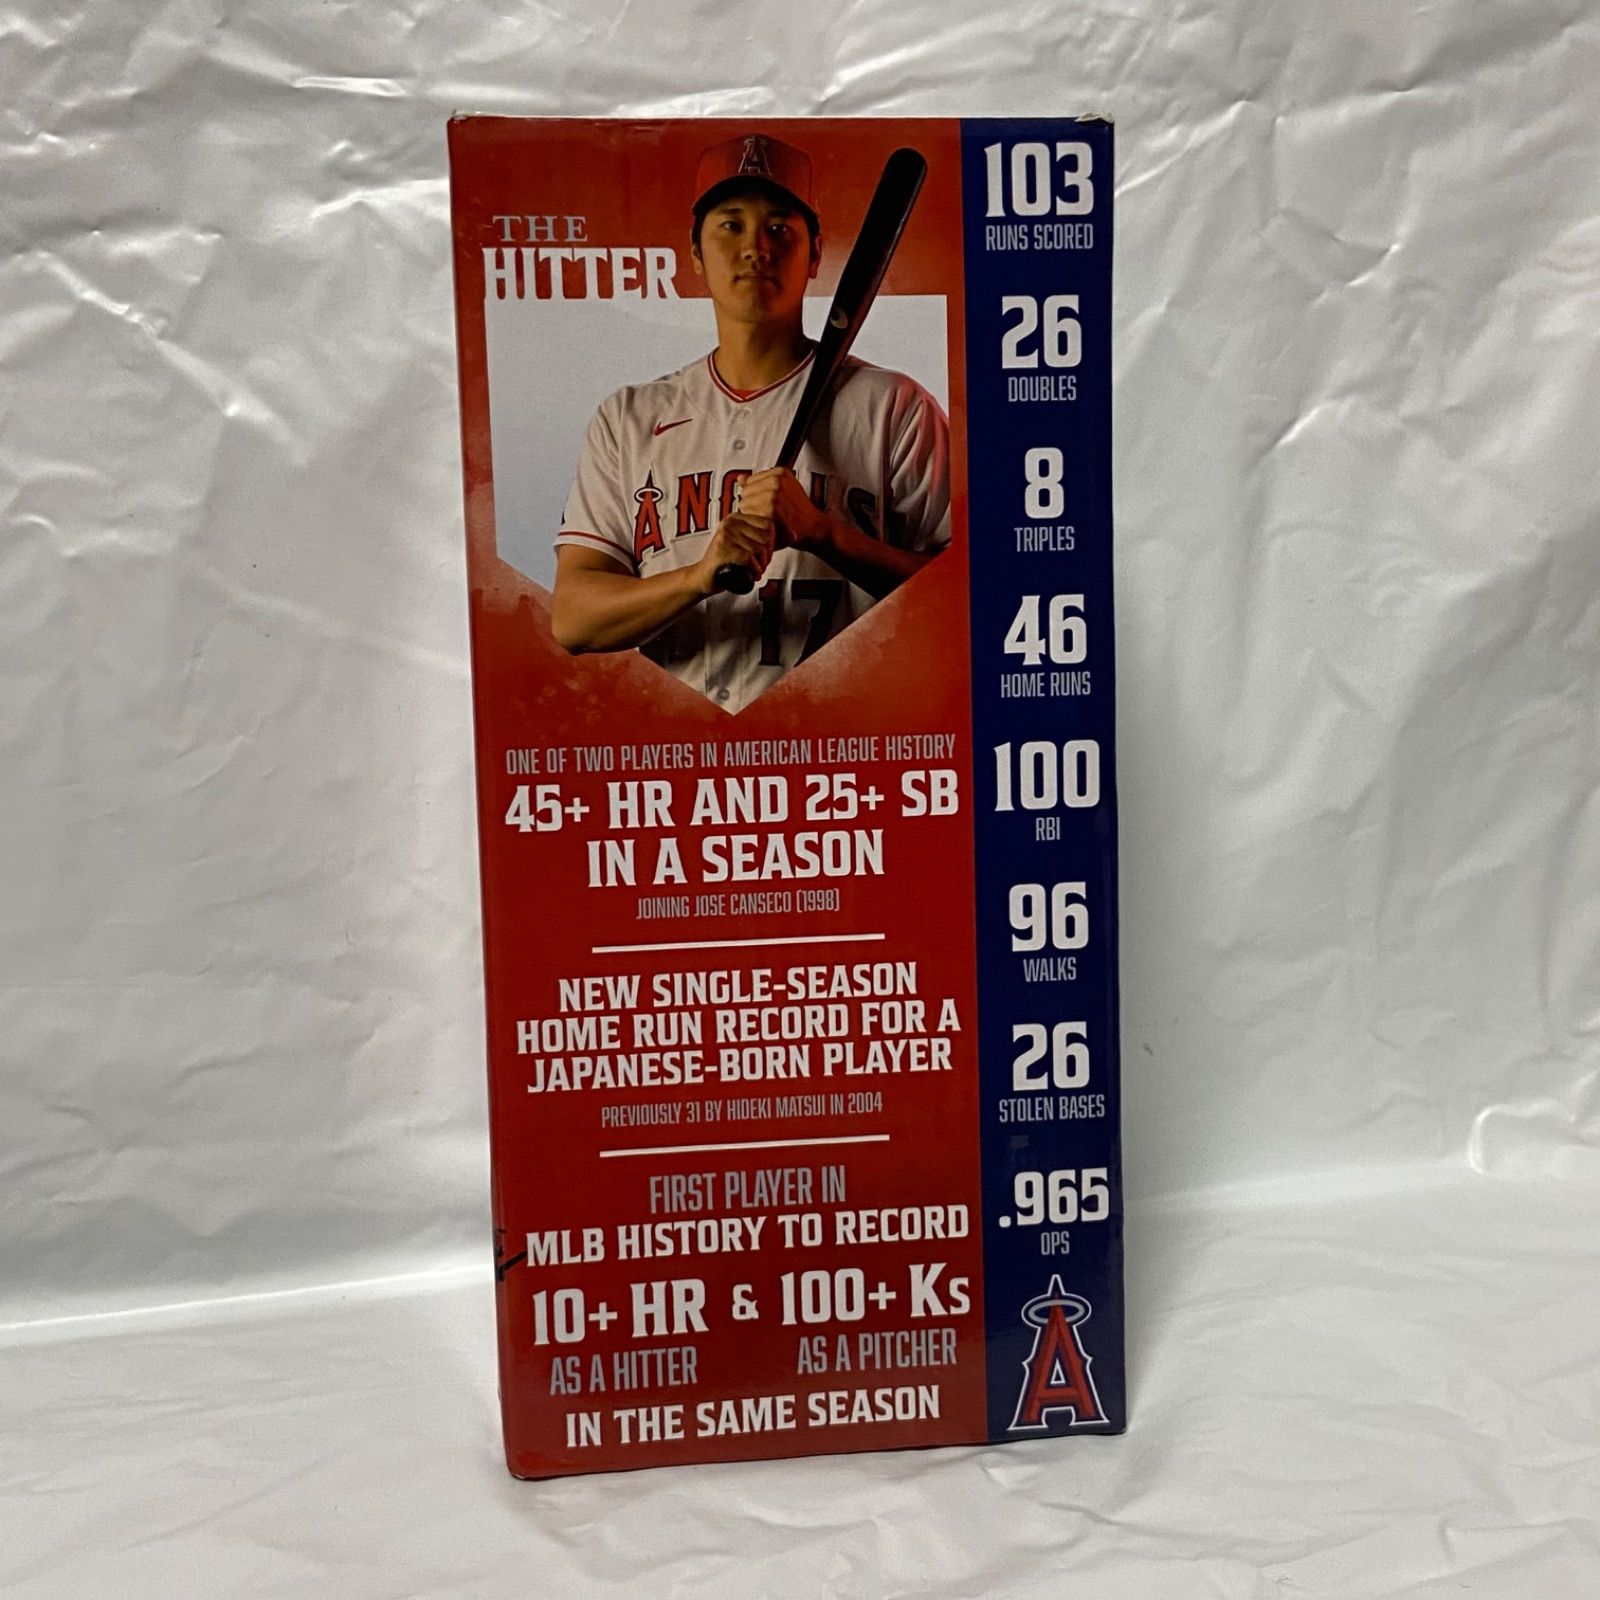 THE
HITTER
ANGELS
17
ONE OF TWO PLAYERS IN AMERICAN LEAGUE HISTORY
45+ HR AND 25+ SB
IN A SEASON
JOINING JOSE CANSECO (1998)
NEW SINGLE-SEASON
HOME RUN RECORD FOR A
JAPANESE-BORN PLAYER
PREVIOUSLY 31 BY HIDEKI MATSUI IN 2004
FIRST PLAYER IN
MLB HISTORY TO RECORD
10+ HR & 100+ Ks
AS A HITTER AS A PITCHER
IN THE SAME SEASON
103
RUNS SCORED
26
DOUBLES
8
TRIPLES
46
HOME RUNS
100
RBI
96
WALKS
26
STOLEN BASES
.965
OPS
A